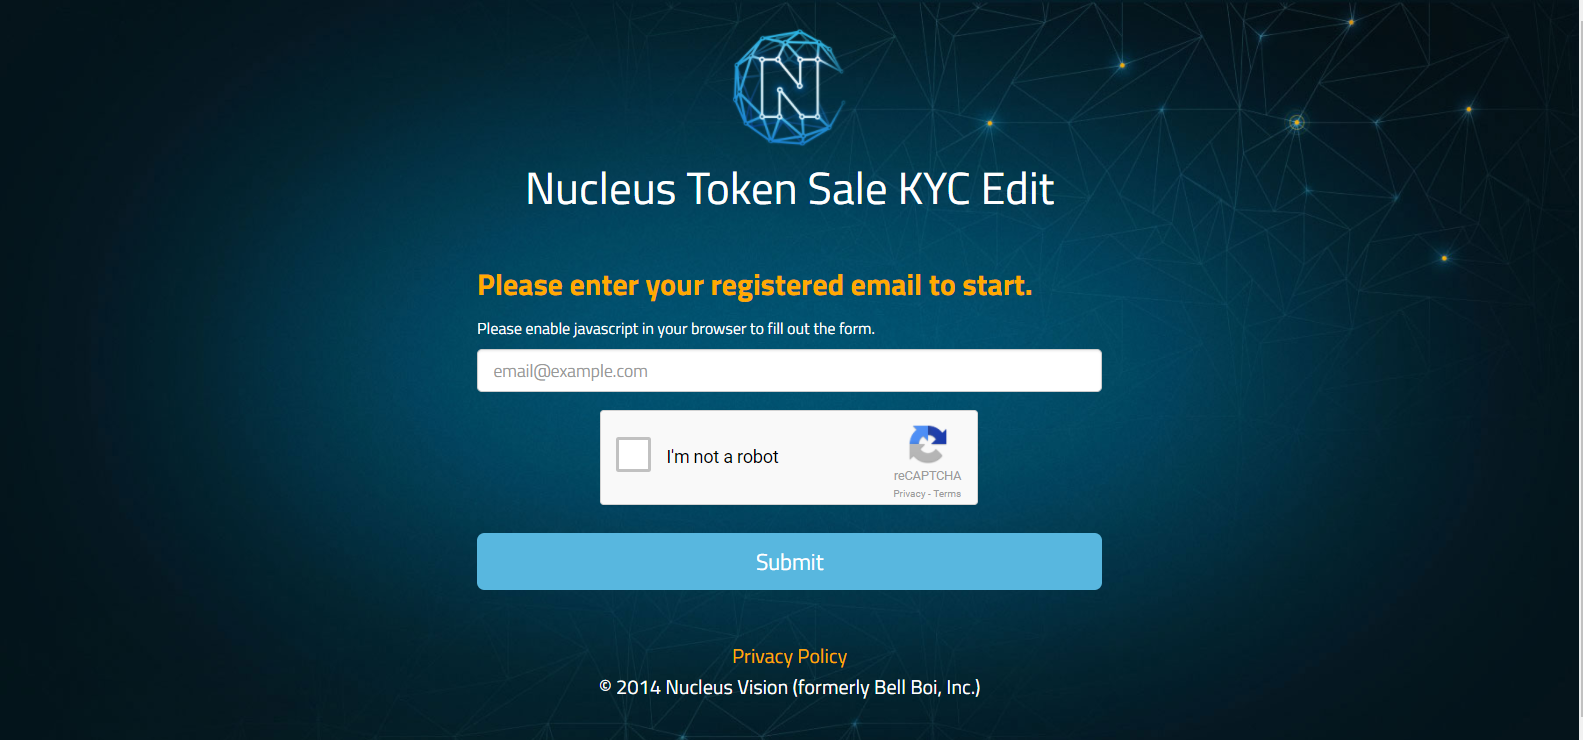 N
Nucleus Token Sale KYC Edit
Please enter your registered email to start.
Please enable javascript in your browser to fill out the form.
email@example.com
I'm not a robot
reCAPTCHA
Privacy - Terms
Submit
Privacy Policy
© 2014 Nucleus Vision (formerly Bell Boi, Inc.)